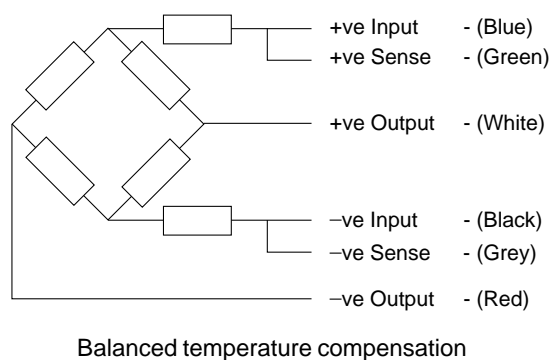 +ve Input - (Blue)
+ve Sense - (Green)
+ve Output - (White)
−ve Input - (Black)
−ve Sense - (Grey)
−ve Output - (Red)
Balanced temperature compensation